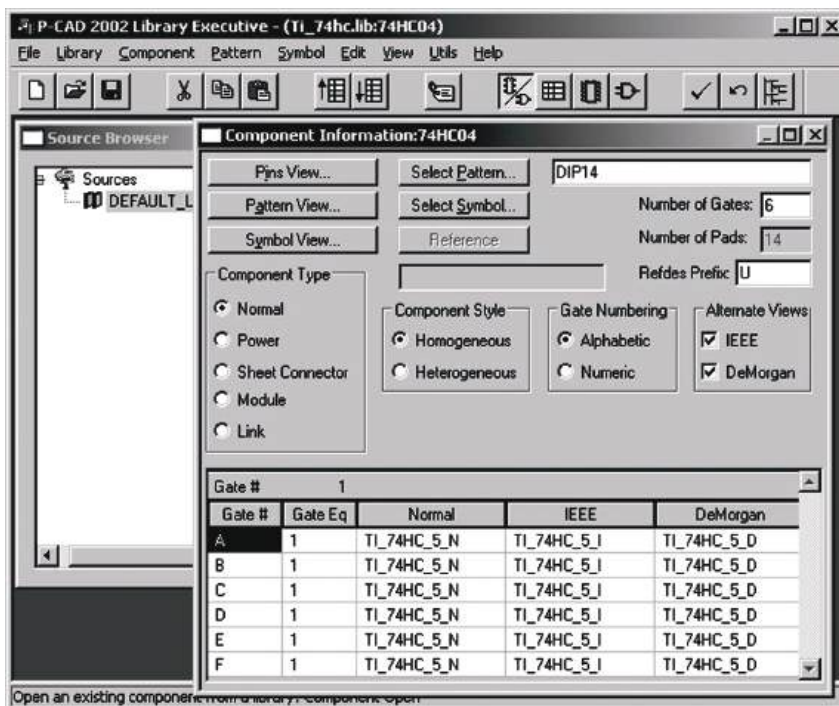 P-CAD 2002 Library Executive - (Ti_74hc.lib:74HC04)
File Library Component Pattern Symbol Edit View Utils Help
Source Browser
Sources
DEFAULT_L
Component Information:74HC04
Pins View... Select Pattern... DIP14
Pattern View... Select Symbol... Number of Gates: 6
Symbol View... Reference Number of Pads: 14
Refdes Prefix: U
Component Type
Normal
Power
Sheet Connector
Module
Link
Component Style
Homogeneous
Heterogeneous
Gate Numbering
Alphabetic
Numeric
Alternate Views
IEEE
DeMorgan
Gate # 1
Gate # Gate Eq Normal IEEE DeMorgan
A 1 TI_74HC_5_N TI_74HC_5_I TI_74HC_5_D
B 1 TI_74HC_5_N TI_74HC_5_I TI_74HC_5_D
C 1 TI_74HC_5_N TI_74HC_5_I TI_74HC_5_D
D 1 TI_74HC_5_N TI_74HC_5_I TI_74HC_5_D
E 1 TI_74HC_5_N TI_74HC_5_I TI_74HC_5_D
F 1 TI_74HC_5_N TI_74HC_5_I TI_74HC_5_D
Open an existing component from a library: Component Open